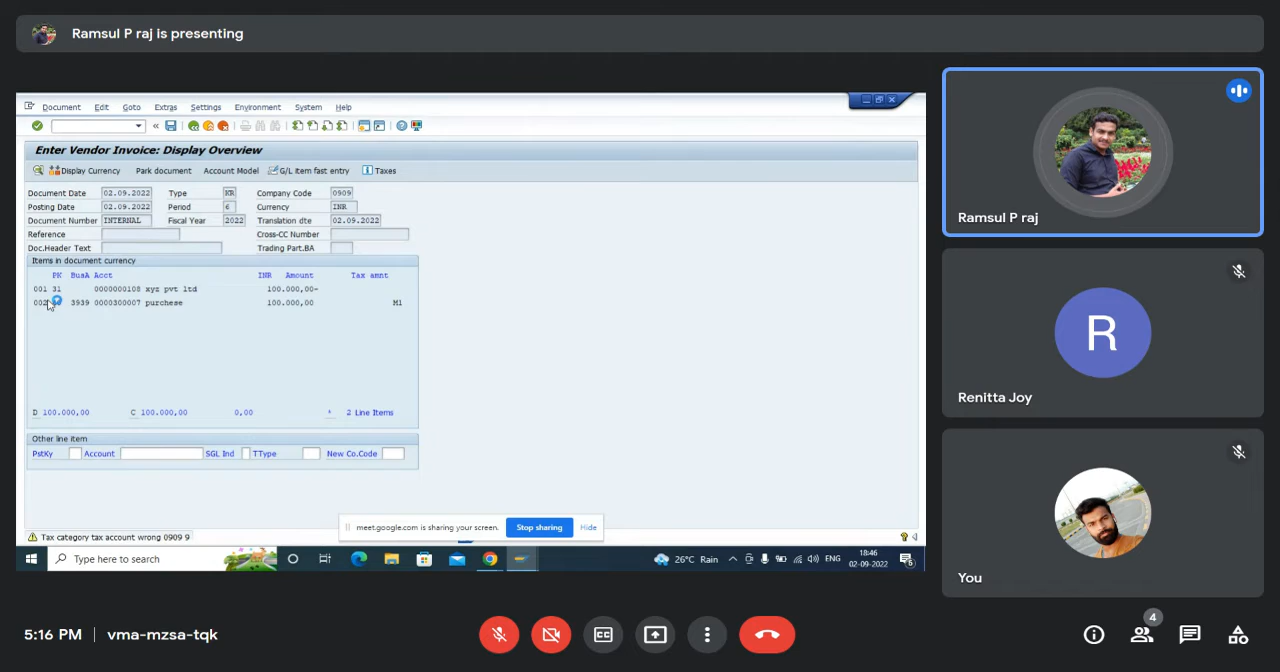 Ramsul P raj is presenting
Document Edit Goto Extras Settings Environment System Help
Enter Vendor Invoice: Display Overview
Display Currency Park document Account Model G/L item fast entry Taxes
Document Date 02.09.2022 Type KR Company Code 0909
Posting Date 02.09.2022 Period 6 Currency INR
Document Number INTERNAL Fiscal Year 2022 Translation dte 02.09.2022
Reference Cross-CC Number
Doc.Header Text Trading Part.BA
Items in document currency
PK BusA Acct INR Amount Tax amnt
001 31 0000000108 xyz pvt ltd 100.000,00-
3939 0000300007 purchese 100.000,00 M1
D 100.000,00 C 100.000,00 0,00 * 2 Line Items
Other line item
PstKy Account SGL Ind TType New Co.Code
meet.google.com is sharing your screen. Stop sharing Hide
Tax category tax account wrong 0909 9
Type here to search 26°C Rain ENG 18:46
02-09-2022
Ramsul P raj
R
Renitta Joy
You
5:16 PM | vma-mzsa-tqk
4